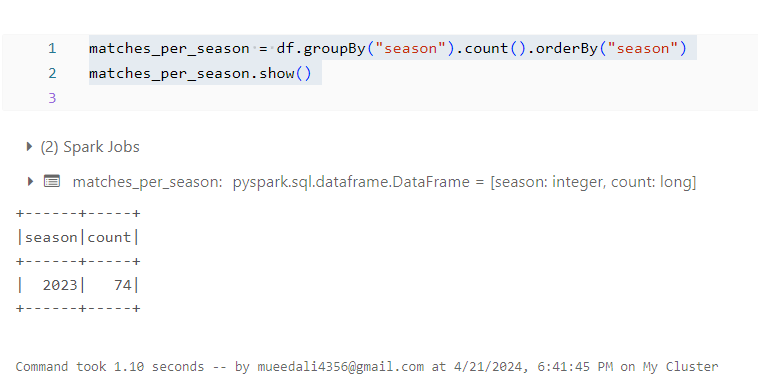 1 matches_per_season = df.groupBy("season").count().orderBy("season")
2 matches_per_season.show()
3
(2) Spark Jobs
matches_per_season: pyspark.sql.dataframe.DataFrame = [season: integer, count: long]
+------+-----+
|season|count|
+------+-----+
|  2023|   74|
+------+-----+
Command took 1.10 seconds -- by mueedali4356@gmail.com at 4/21/2024, 6:41:45 PM on My Cluster